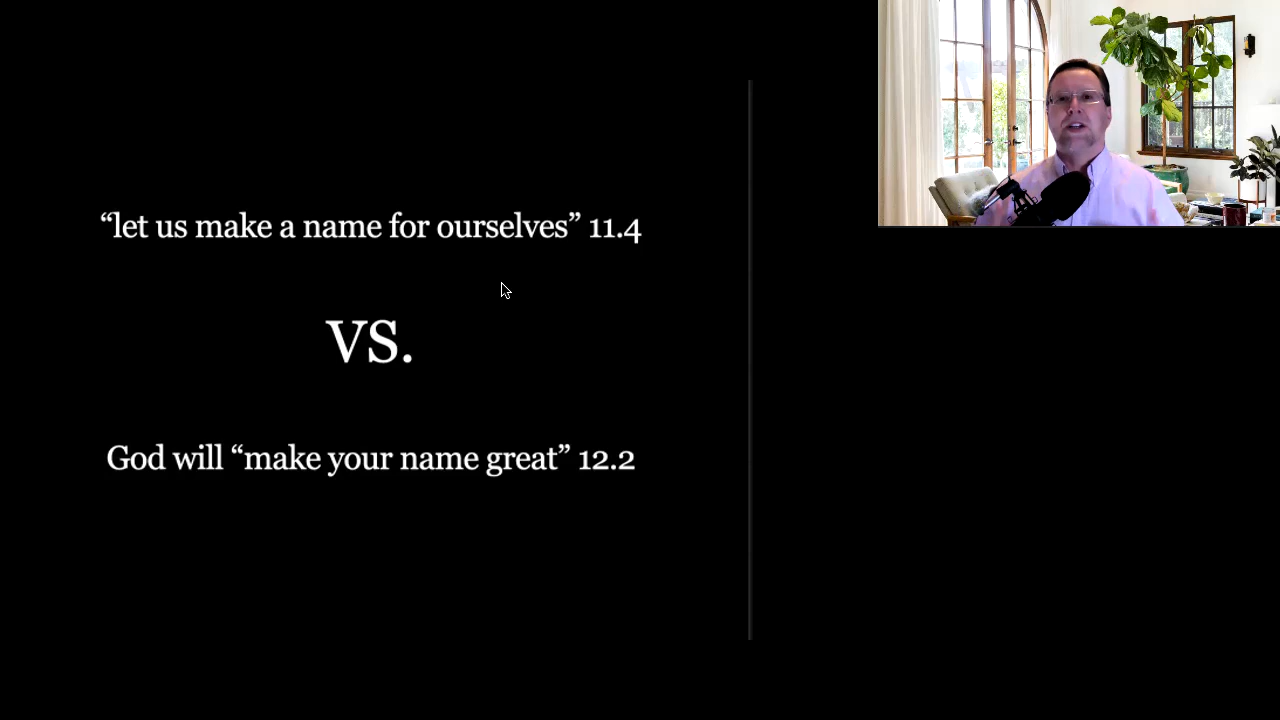 “let us make a name for ourselves” 11.4
VS.
God will “make your name great” 12.2